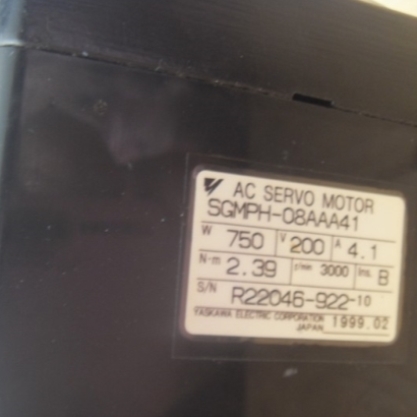 AC SERVO MOTOR
SGMPH-08AAA41
W 750 V 200 A 4.1
N-m 2.39 r/min 3000 Ins. B
S/N R22046-922-10
YASKAWA ELECTRIC CORPORATION
JAPAN 1999.02